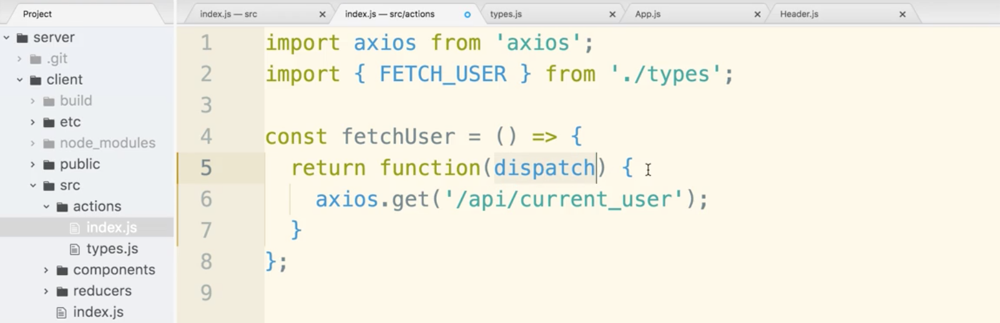 Project
server
.git
client
build
etc
node_modules
public
src
actions
index.js
types.js
components
reducers
index.js
index.js — src
index.js — src/actions
types.js
App.js
Header.js
1 import axios from 'axios';
2 import { FETCH_USER } from './types';
3
4 const fetchUser = () => {
5 return function(dispatch) {
6 axios.get('/api/current_user');
7 }
8 };
9